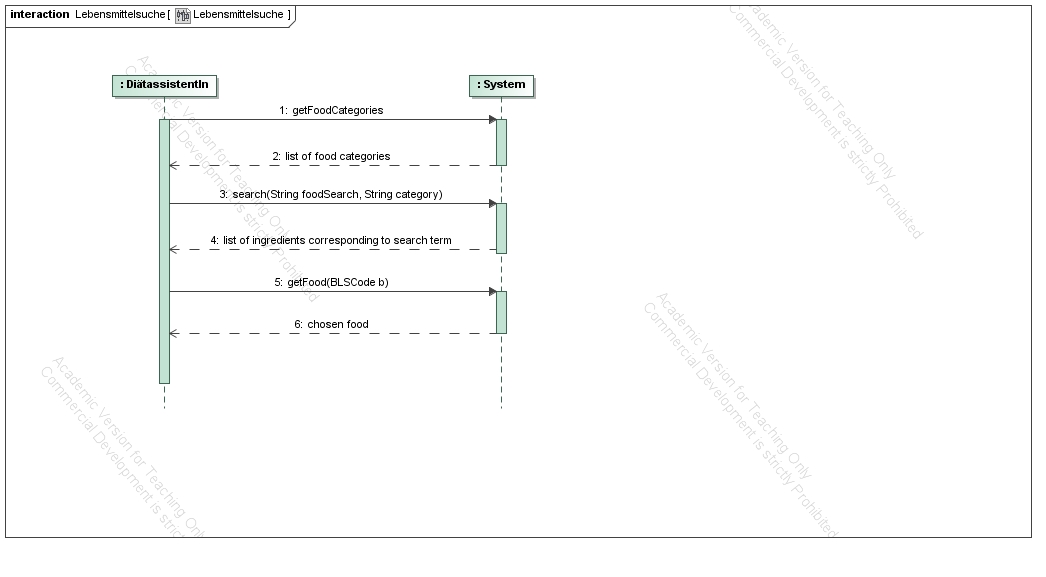 interaction Lebensmittelsuche [ Lebensmittelsuche ]
: DiätassistentIn
: System
1: getFoodCategories
2: list of food categories
3: search(String foodSearch, String category)
4: list of ingredients corresponding to search term
5: getFood(BLSCode b)
6: chosen food
Academic Version for Teaching Only
Commercial Development is strictly Prohibited
Academic Version for Teaching Only
Commercial Development is strictly Prohibited
Academic Version for Teaching Only
Commercial Development is strictly Prohibited
Academic Version for Teaching Only
Commercial Development is strict